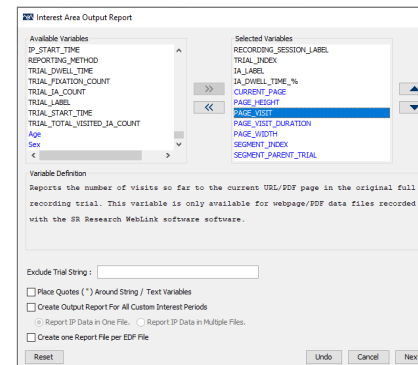 Interest Area Output Report
Available Variables
IP_START_TIME
REPORTING_METHOD
TRIAL_DWELL_TIME
TRIAL_FIXATION_COUNT
TRIAL_IA_COUNT
TRIAL_LABEL
TRIAL_START_TIME
TRIAL_TOTAL_VISITED_IA_COUNT
Age
Sex
Selected Variables
RECORDING_SESSION_LABEL
TRIAL_INDEX
IA_LABEL
IA_DWELL_TIME_%
CURRENT_PAGE
PAGE_HEIGHT
PAGE_VISIT
PAGE_VISIT_DURATION
PAGE_WIDTH
SEGMENT_INDEX
SEGMENT_PARENT_TRIAL
Variable Definition
Reports the number of visits so far to the current URL/PDF page in the original full
recording trial. This variable is only available for webpage/PDF data files recorded
with the SR Research WebLink software software.
Exclude Trial String :
Place Quotes ( " ) Around String / Text Variables
Create Output Report For All Custom Interest Periods
Report IP Data in One File. Report IP Data in Multiple Files.
Create one Report File per EDF File
Reset Undo Cancel Next